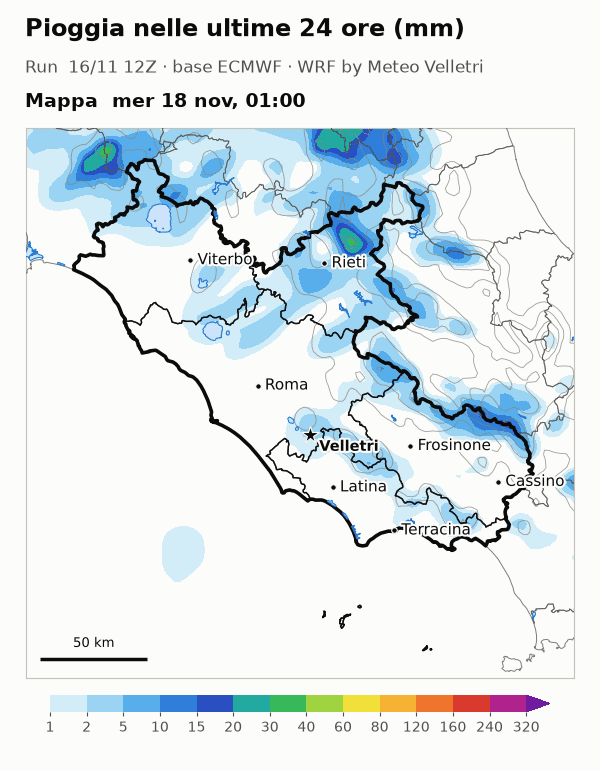 Pioggia nelle ultime 24 ore (mm)
Run  16/11 12Z · base ECMWF · WRF by Meteo Velletri
Mappa  mer 18 nov, 01:00
Viterbo
Rieti
Roma
Velletri
Frosinone
Latina
Cassino
Terracina
50 km
1 2 5 10 15 20 30 40 60 80 120 160 240 320